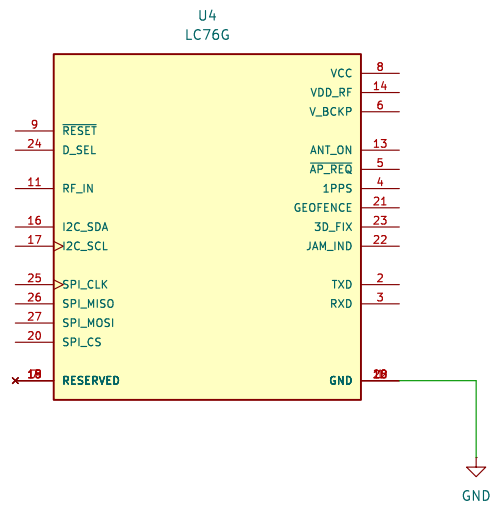 U4
LC76G
VCC 8
VDD_RF 14
V_BCKP 6
9 RESET
24 D_SEL
ANT_ON 13
AP_REQ 5
11 RF_IN
1PPS 4
GEOFENCE 21
16 I2C_SDA
3D_FIX 23
17 I2C_SCL
JAM_IND 22
25 SPI_CLK
TXD 2
26 SPI_MISO
RXD 3
27 SPI_MOSI
20 SPI_CS
RESERVED
GND
GND